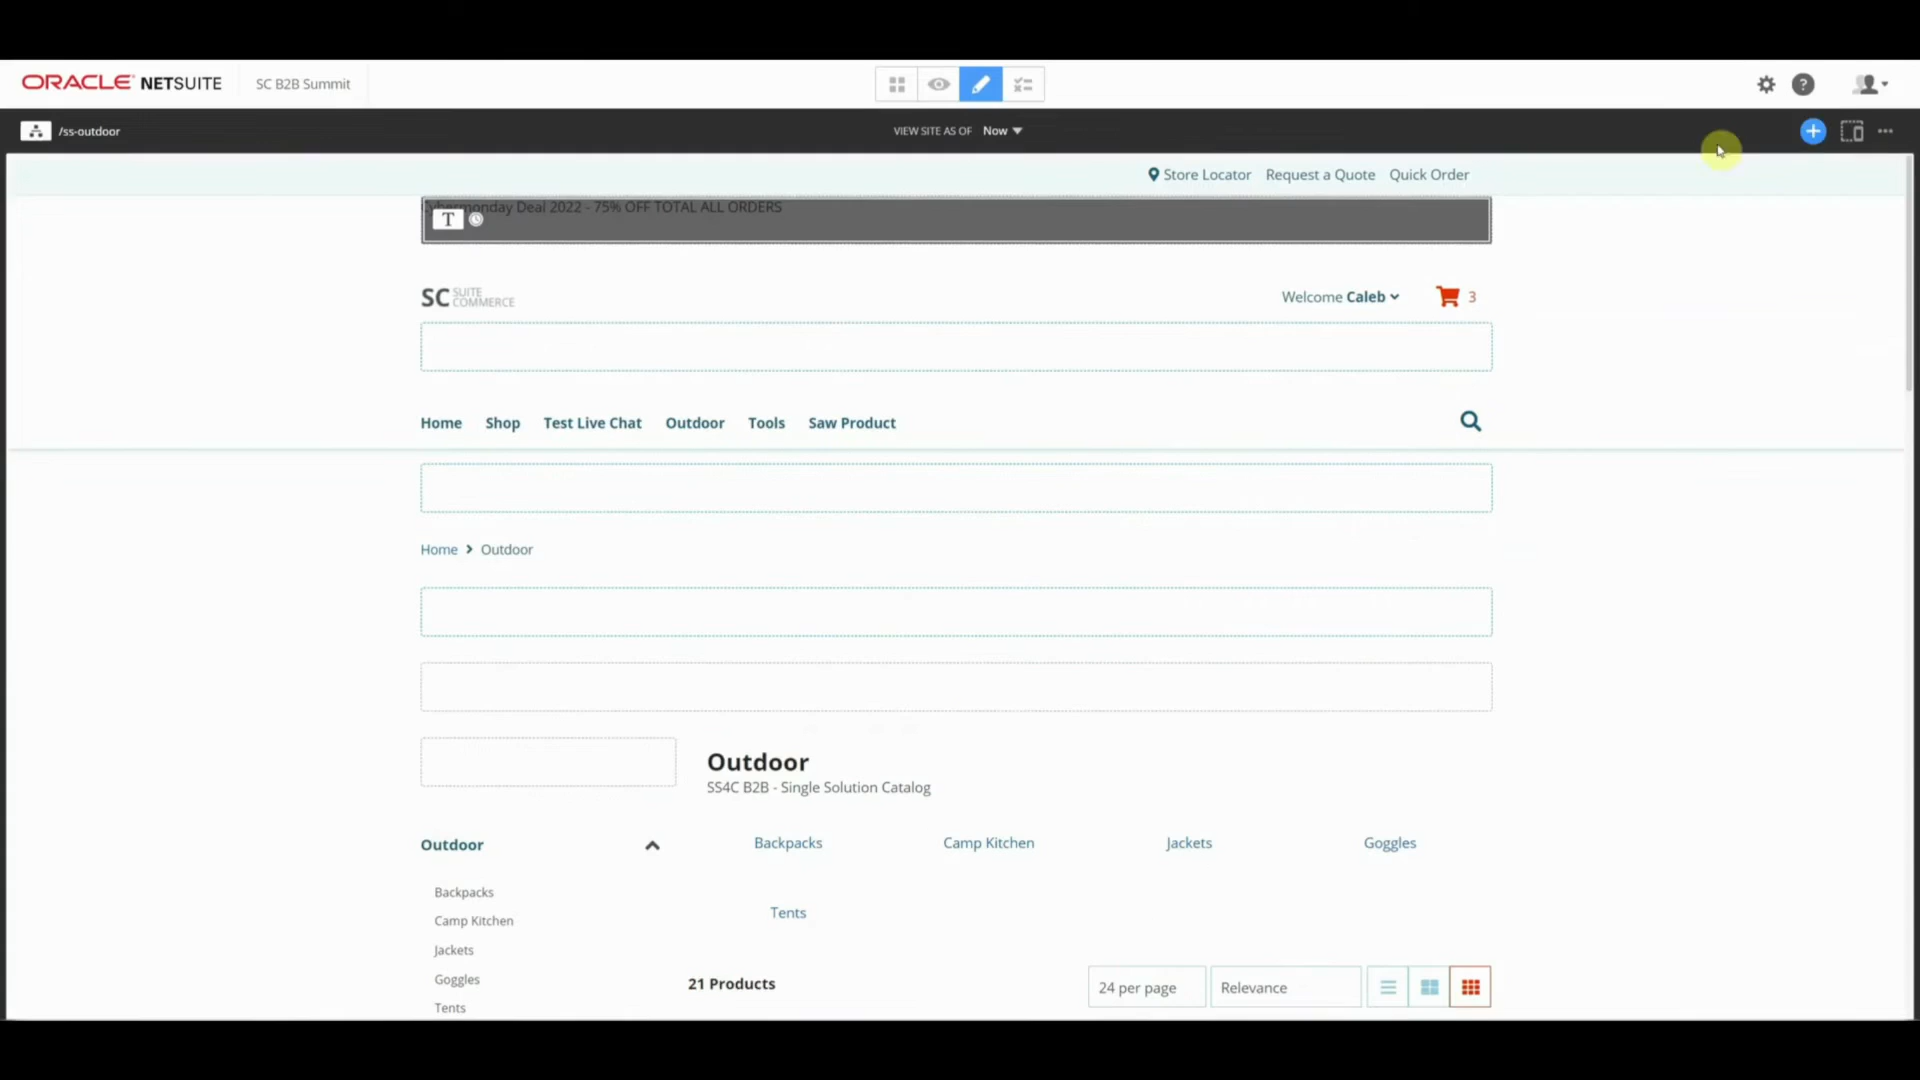 ORACLE NETSUITE SC B2B Summit
/ss-outdoor VIEW SITE AS OF Now
Store Locator Request a Quote Quick Order
Cybermonday Deal 2022 - 75% OFF TOTAL ALL ORDERS
T
SC SUITE COMMERCE Welcome Caleb 3
Home Shop Test Live Chat Outdoor Tools Saw Product
Home > Outdoor
Outdoor
SS4C B2B - Single Solution Catalog
Outdoor Backpacks Camp Kitchen Jackets Goggles
Backpacks
Tents
Camp Kitchen
Jackets
Goggles
21 Products 24 per page Relevance
Tents